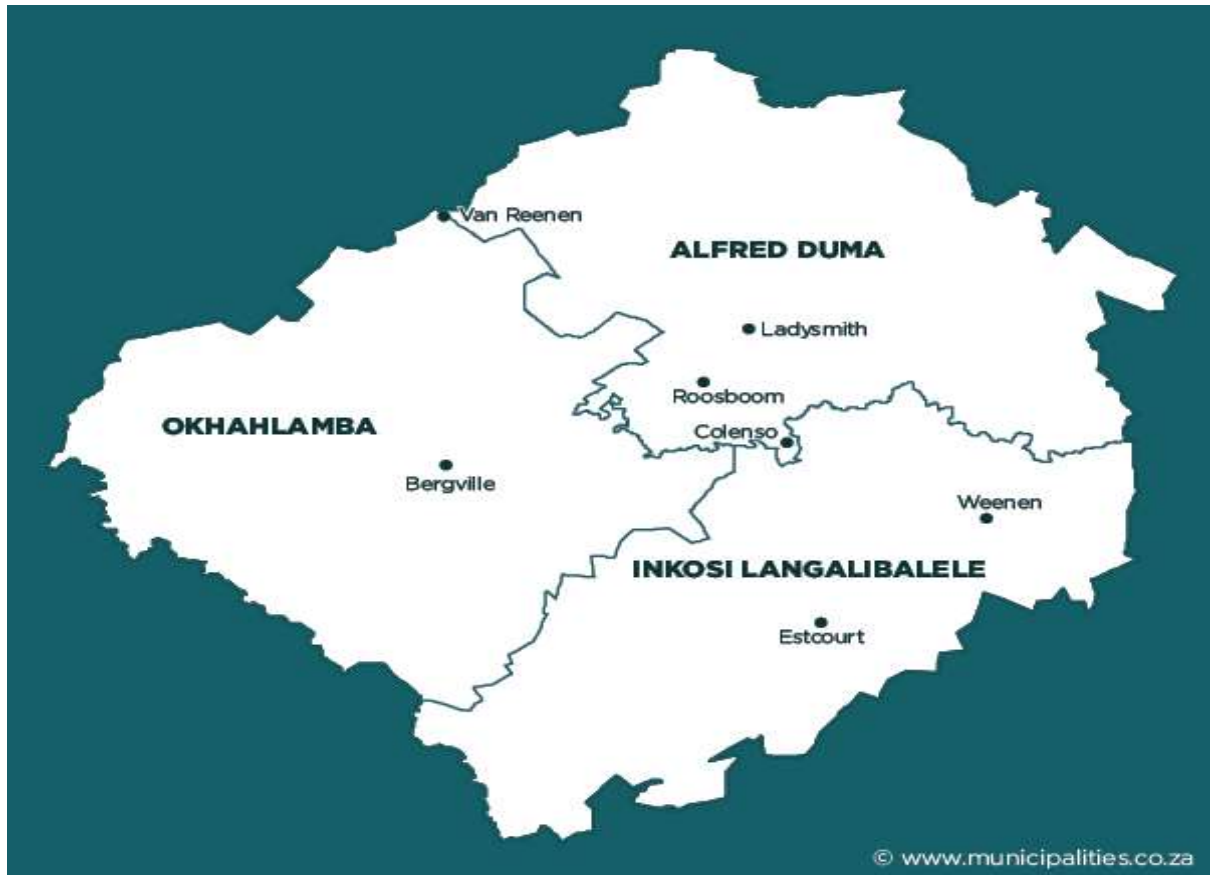 Van Reenen
ALFRED DUMA
Ladysmith
Roosboom
OKHAHLAMBA
Colenso
Bergville
Weenen
INKOSI LANGALIBALELE
Estcourt
© www.municipalities.co.za